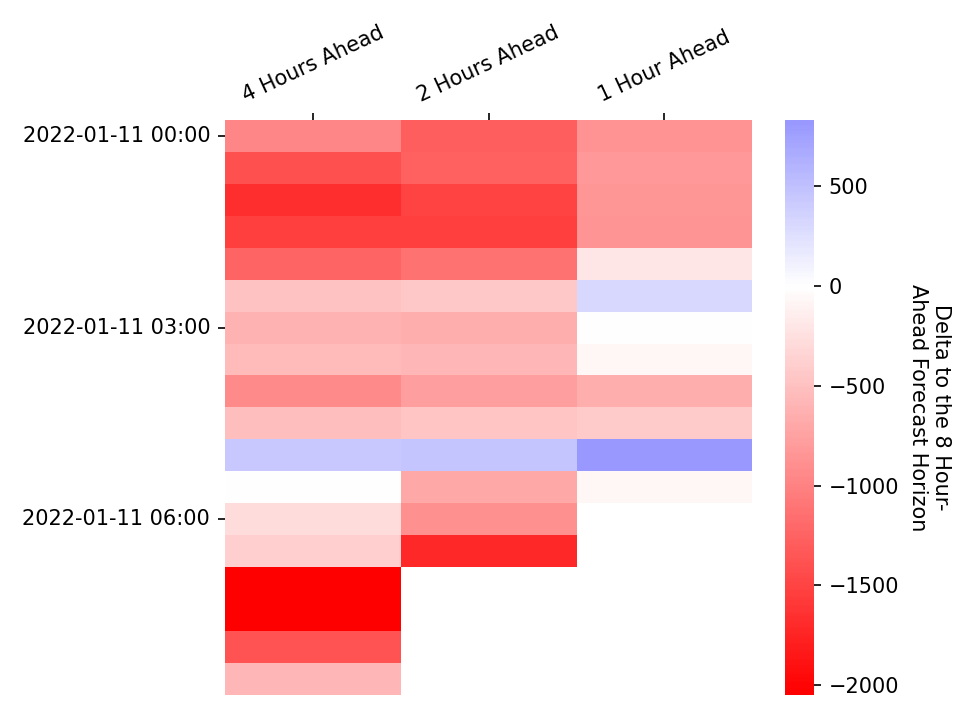 4 Hours Ahead
2 Hours Ahead
1 Hour Ahead
2022-01-11 00:00
2022-01-11 03:00
2022-01-11 06:00
500
0
−500
−1000
−1500
−2000
Delta to the 8 Hour-
Ahead Forecast Horizon